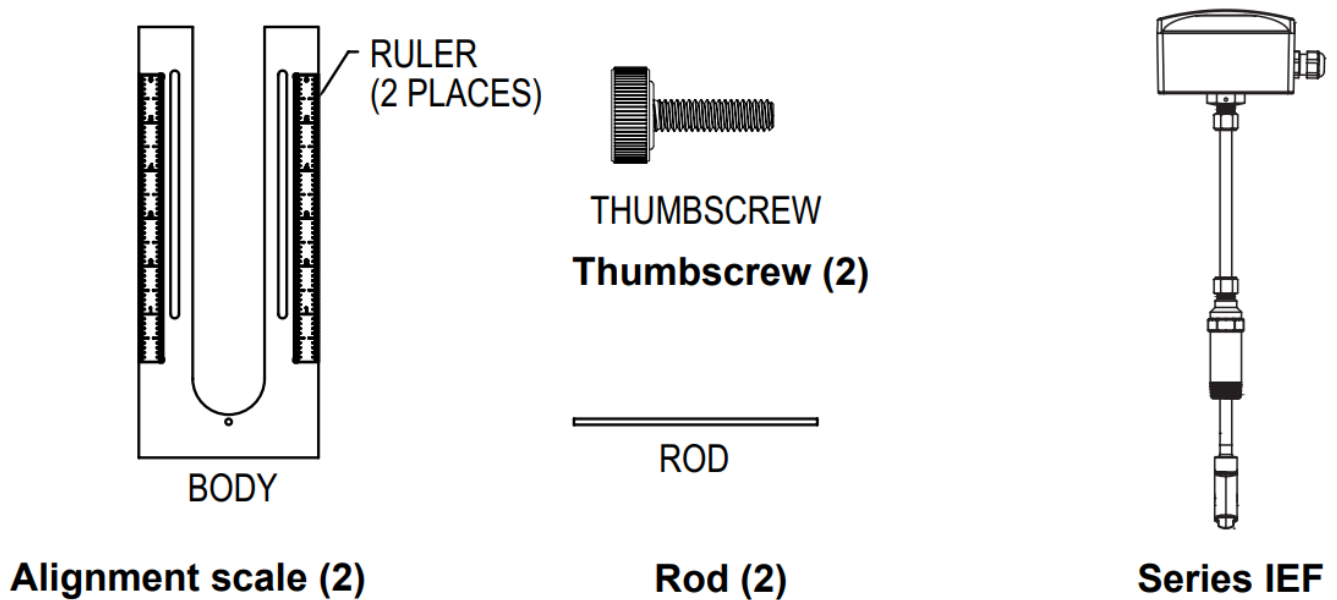 RULER
(2 PLACES)
THUMBSCREW
Thumbscrew (2)
BODY
ROD
Alignment scale (2)
Rod (2)
Series IEF